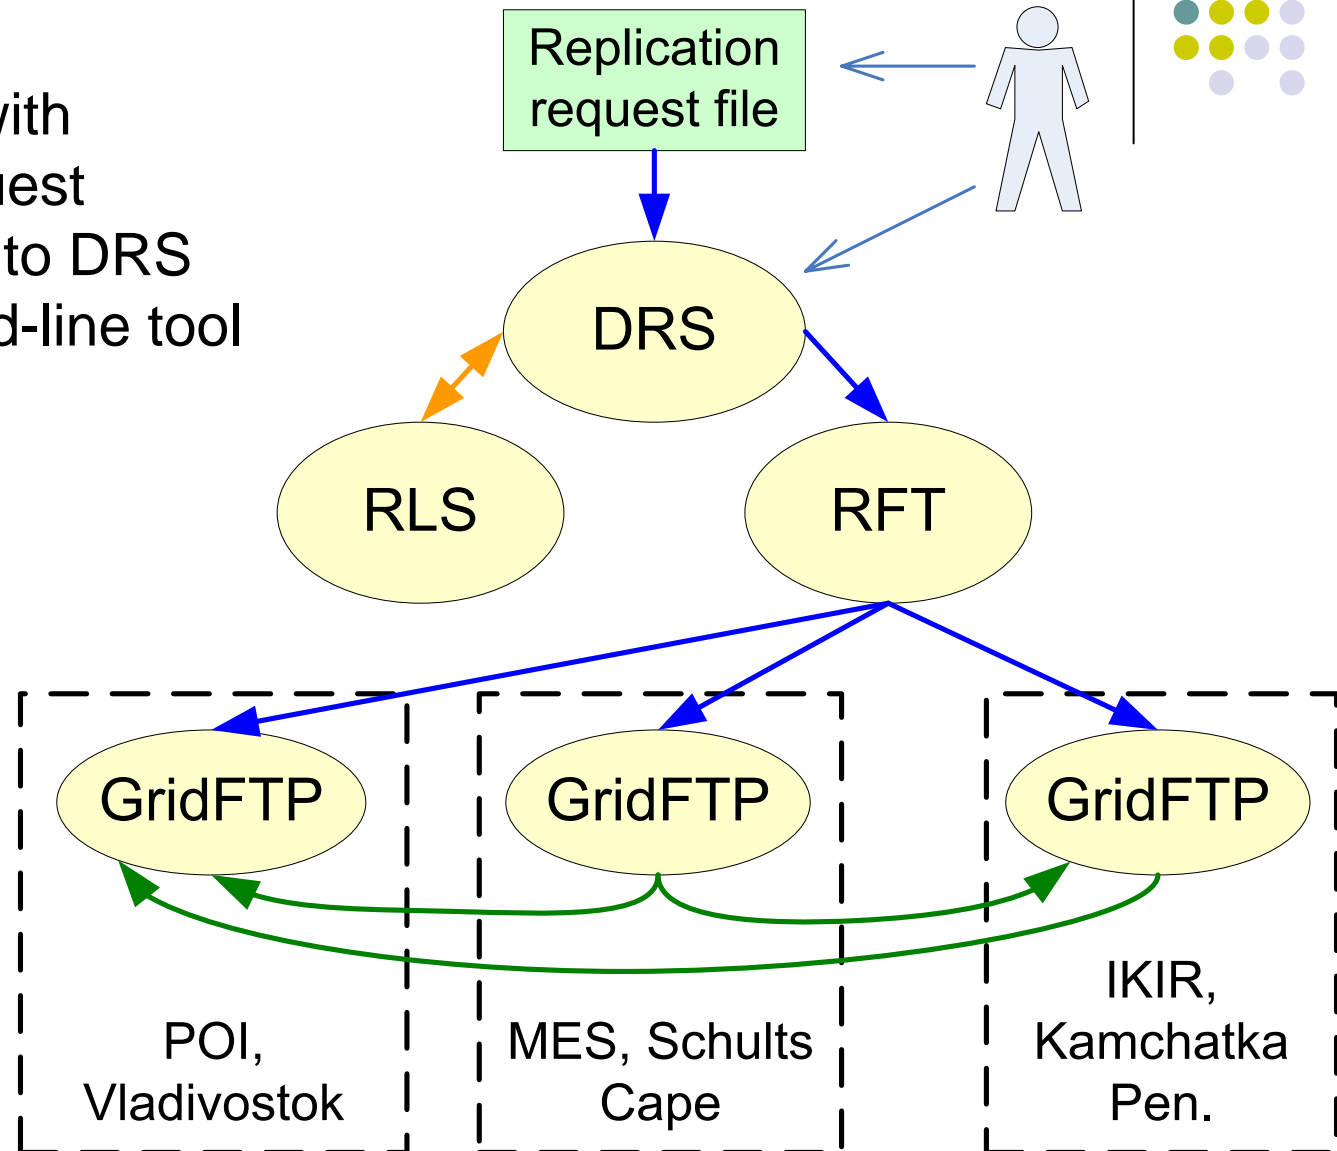 Replication
request file
with
uest
to DRS
d-line tool
DRS
RLS
RFT
GridFTP
GridFTP
GridFTP
POI,
Vladivostok
MES, Schults
Cape
IKIR,
Kamchatka
Pen.